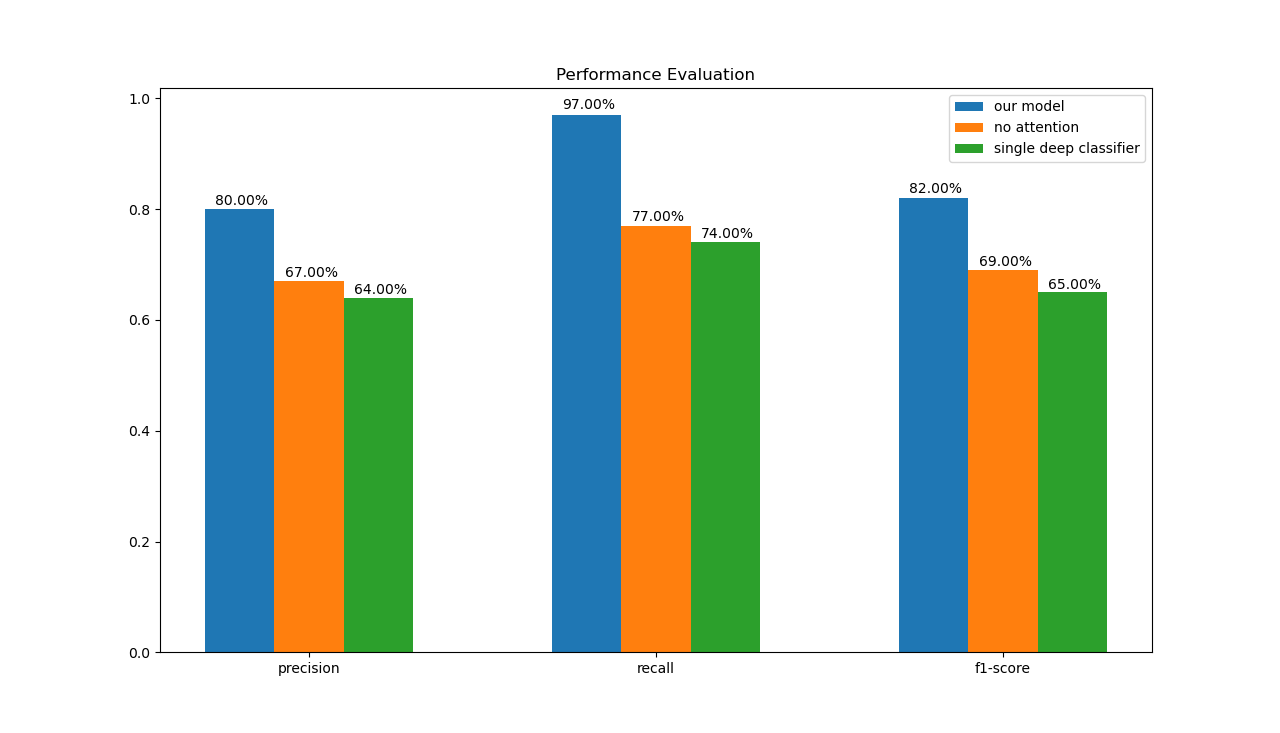 Performance Evaluation
1.0
0.8
0.6
0.4
0.2
0.0
80.00%
67.00%
64.00%
97.00%
77.00%
74.00%
82.00%
69.00%
65.00%
our model
no attention
single deep classifier
precision
recall
f1-score